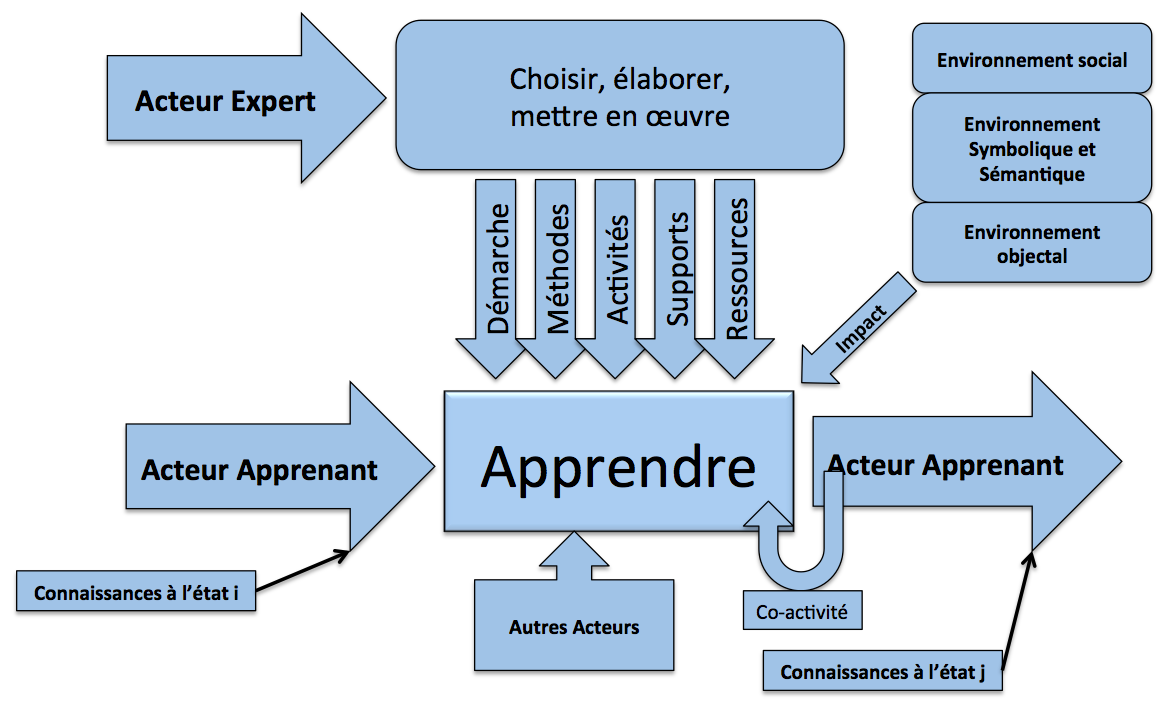 Acteur Expert
Choisir, élaborer,
mettre en œuvre
Environnement social
Environnement
Symbolique et
Sémantique
Environnement
objectal
Démarche
Méthodes
Activités
Supports
Ressources
Impact
Acteur Apprenant
Apprendre
Acteur Apprenant
Connaissances à l'état i
Autres Acteurs
Co-activité
Connaissances à l'état j